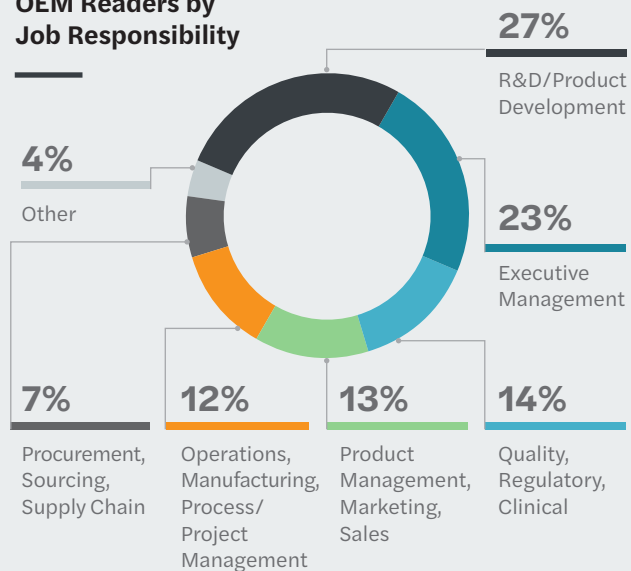 OEM Readers by
Job Responsibility
27%
R&D/Product
Development
4%
Other
23%
Executive
Management
7%
Procurement,
Sourcing,
Supply Chain
12%
Operations,
Manufacturing,
Process/
Project
Management
13%
Product
Management,
Marketing,
Sales
14%
Quality,
Regulatory,
Clinical